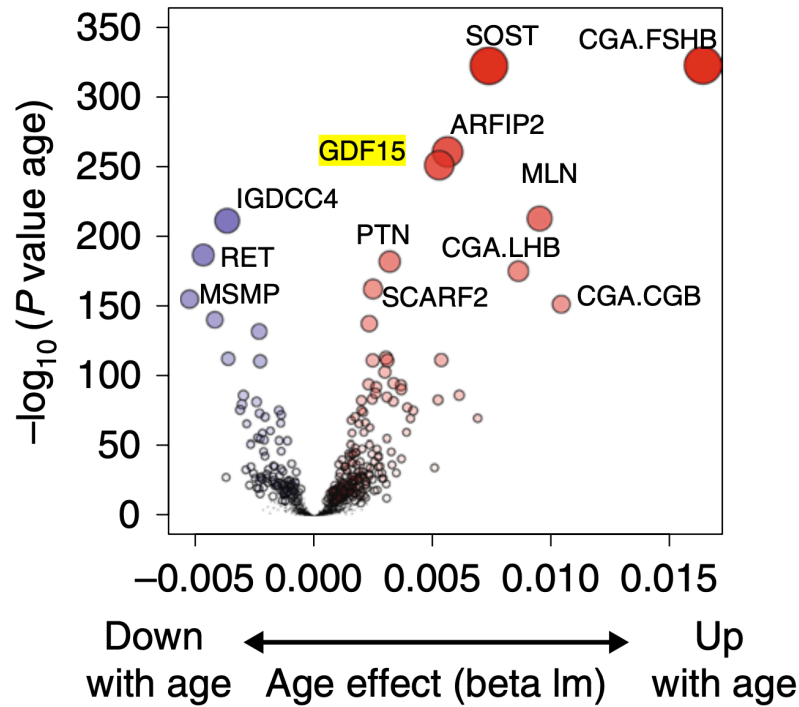 350
300
250
200
150
100
50
0
–log10 (P value age)
SOST
CGA.FSHB
ARFIP2
GDF15
MLN
IGDCC4
PTN
CGA.LHB
RET
MSMP
SCARF2
CGA.CGB
–0.005 0.000 0.005 0.010 0.015
Down with age
Age effect (beta lm)
Up with age